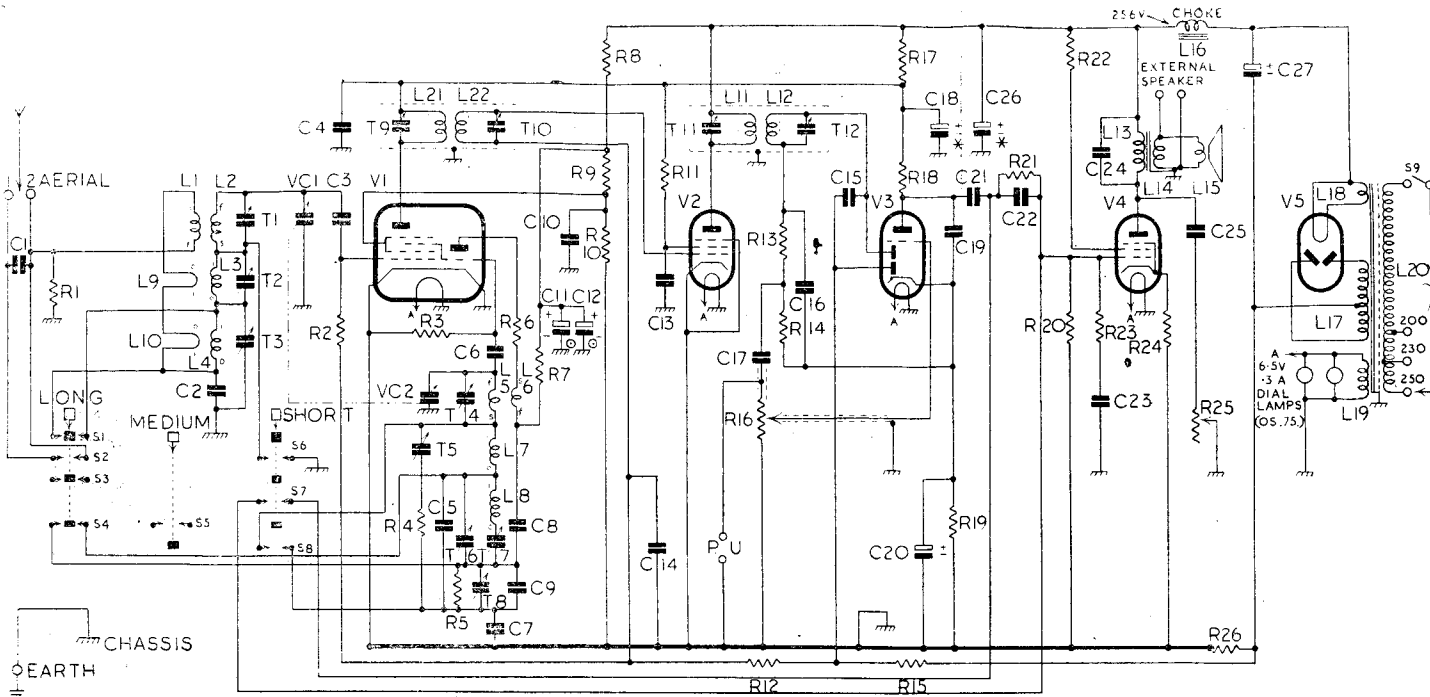 256V
CHOKE
L16
EXTERNAL
SPEAKER
R8
R17
R22
± C27
C18
C26
L21
L22
L11
L12
C4
T9
T10
T11
T12
L13
C24
L14
L15
S9
2 AERIAL
L1
L2
VC1
C3
V1
R9
R11
V2
C15
V3
R18
C21
R21
C22
V4
V5
L18
C1
T1
L3
T2
T3
L9
L10
L4
R1
C2
R2
R3
C10
R10
C11
C12
C13
R13
C16
R14
C17
C19
C25
L20
L17
200
230
250
A
A
A
A
6.5V
.3 A
DIAL
LAMPS
(OS.75.)
L19
R6
C6
L5
L6
R7
VC2
T4
T5
L7
L8
R20
R23
R24
C23
R25
R16
LONG
MEDIUM
SHORT
S1
S2
S3
S4
S5
S6
S7
S8
R4
C5
T6
T7
C8
C9
R5
T8
C7
C14
P U
C20 ±
R19
CHASSIS
EARTH
R12
R15
R26